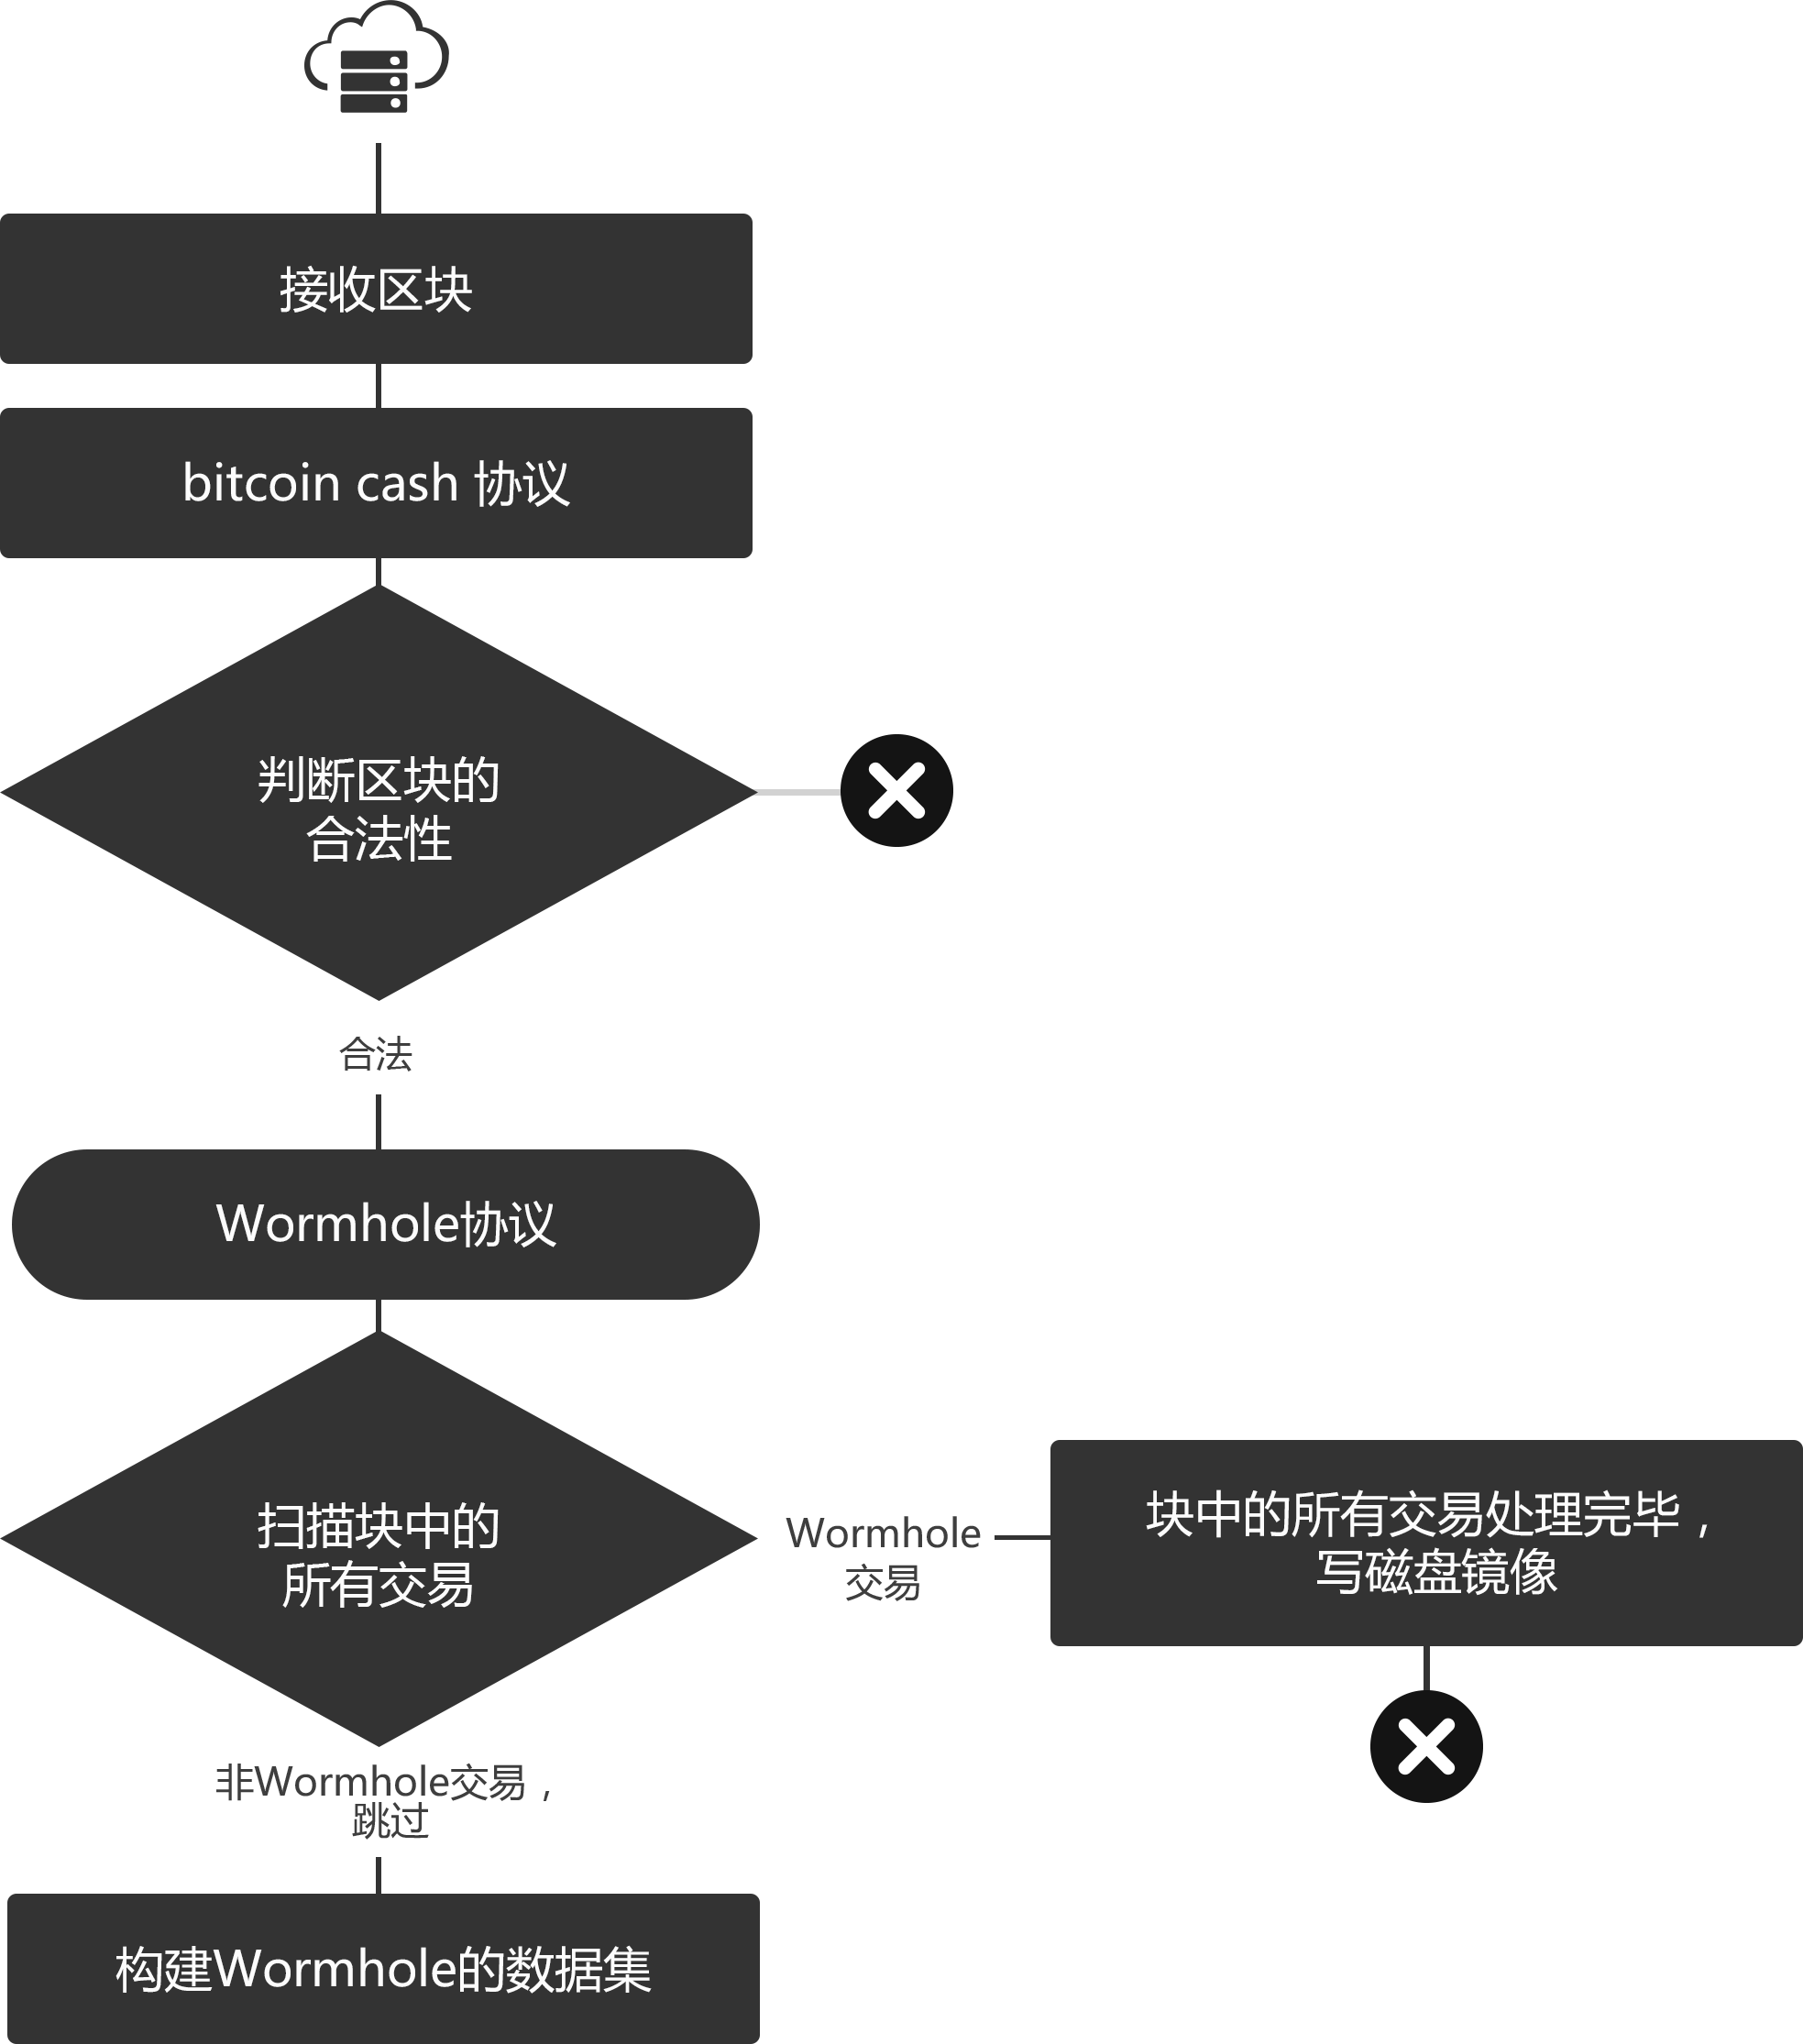 接收区块
bitcoin cash 协议
判断区块的
合法性
合法
Wormhole协议
扫描块中的
所有交易
Wormhole
交易
块中的所有交易处理完毕，
写磁盘镜像
非Wormhole交易，
跳过
构建Wormhole的数据集